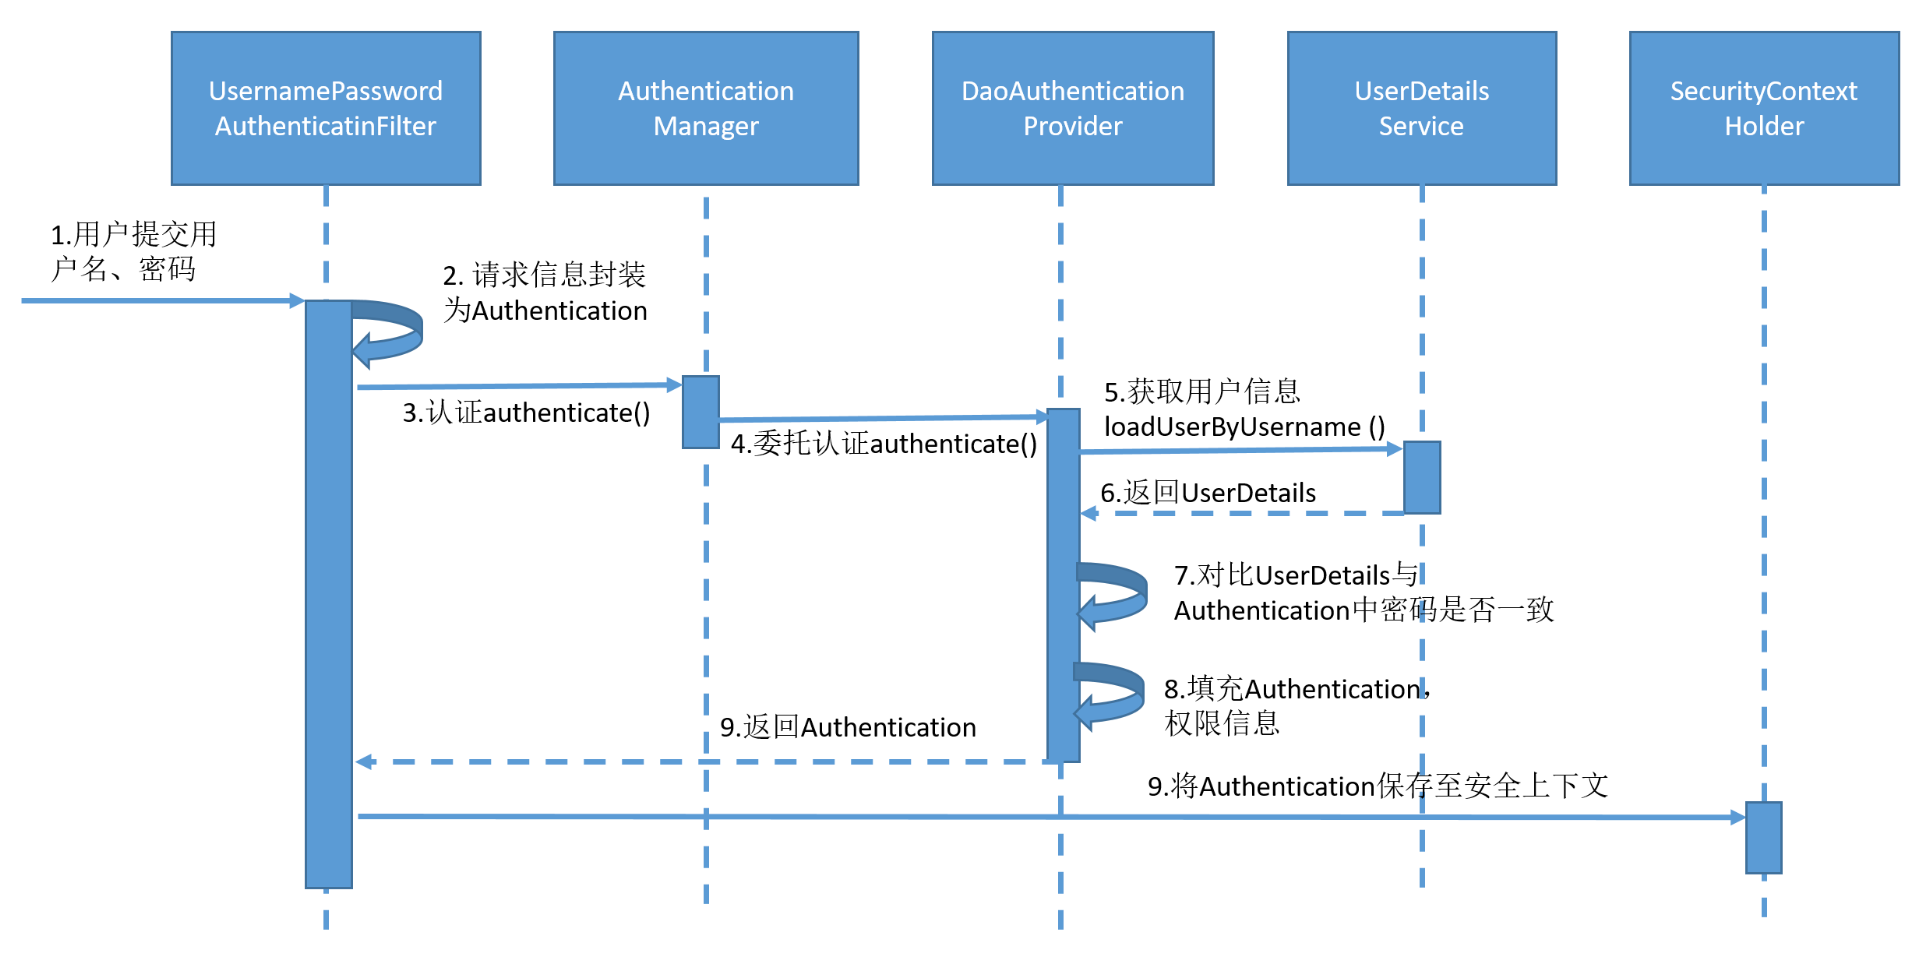 UsernamePassword
AuthenticatinFilter
Authentication
Manager
DaoAuthentication
Provider
UserDetails
Service
SecurityContext
Holder
1.用户提交用
户名、密码
2. 请求信息封装
为Authentication
3.认证authenticate()
4.委托认证authenticate()
5.获取用户信息
loadUserByUsername ()
6.返回UserDetails
7.对比UserDetails与
Authentication中密码是否一致
8.填充Authentication，
权限信息
9.返回Authentication
9.将Authentication保存至安全上下文